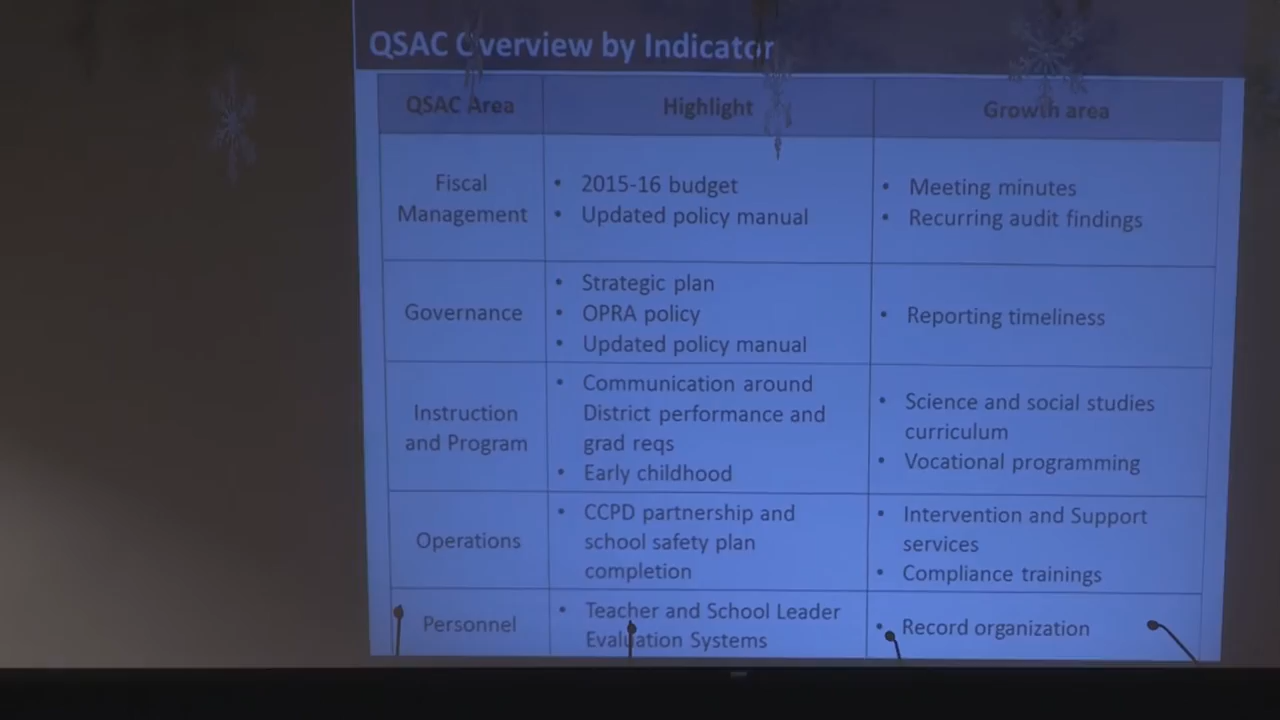 QSAC Overview by Indicator
QSAC Area Highlight Growth area
Fiscal
Management
• 2015-16 budget
• Updated policy manual
• Meeting minutes
• Recurring audit findings
Governance
• Strategic plan
• OPRA policy
• Updated policy manual
• Reporting timeliness
Instruction
and Program
• Communication around
District performance and
grad reqs
• Early childhood
• Science and social studies
curriculum
• Vocational programming
Operations
• CCPD partnership and
school safety plan
completion
• Intervention and Support
services
• Compliance trainings
Personnel
• Teacher and School Leader
Evaluation Systems
• Record organization